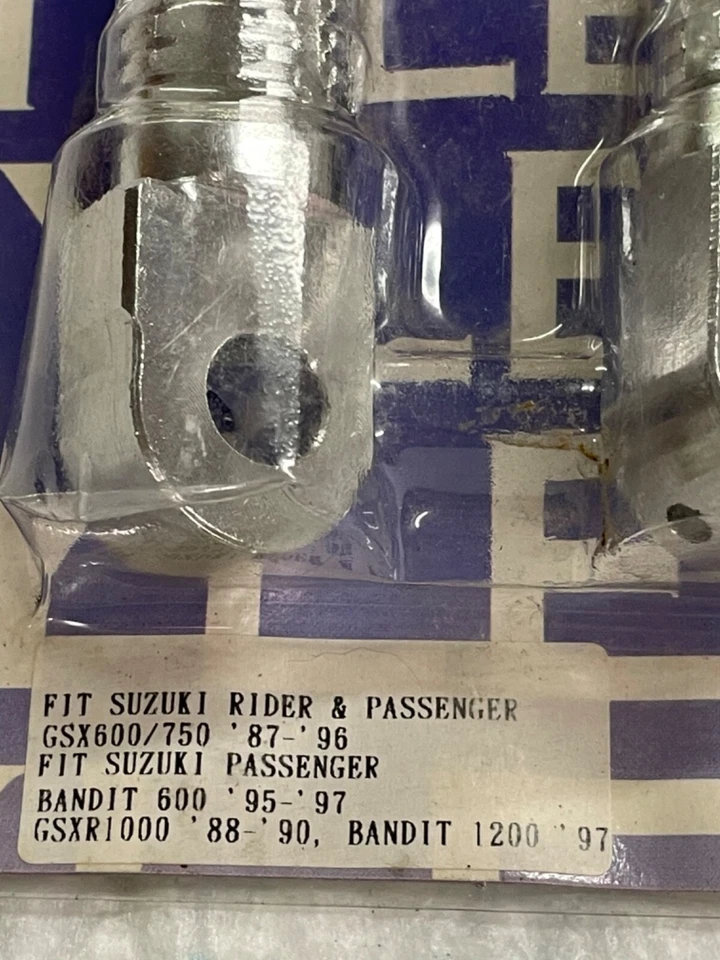 FIT SUZUKI RIDER & PASSENGER
GSX600/750 '87-'96
FIT SUZUKI PASSENGER
BANDIT 600 '95-'97
GSXR1000 '88-'90, BANDIT 1200 '97